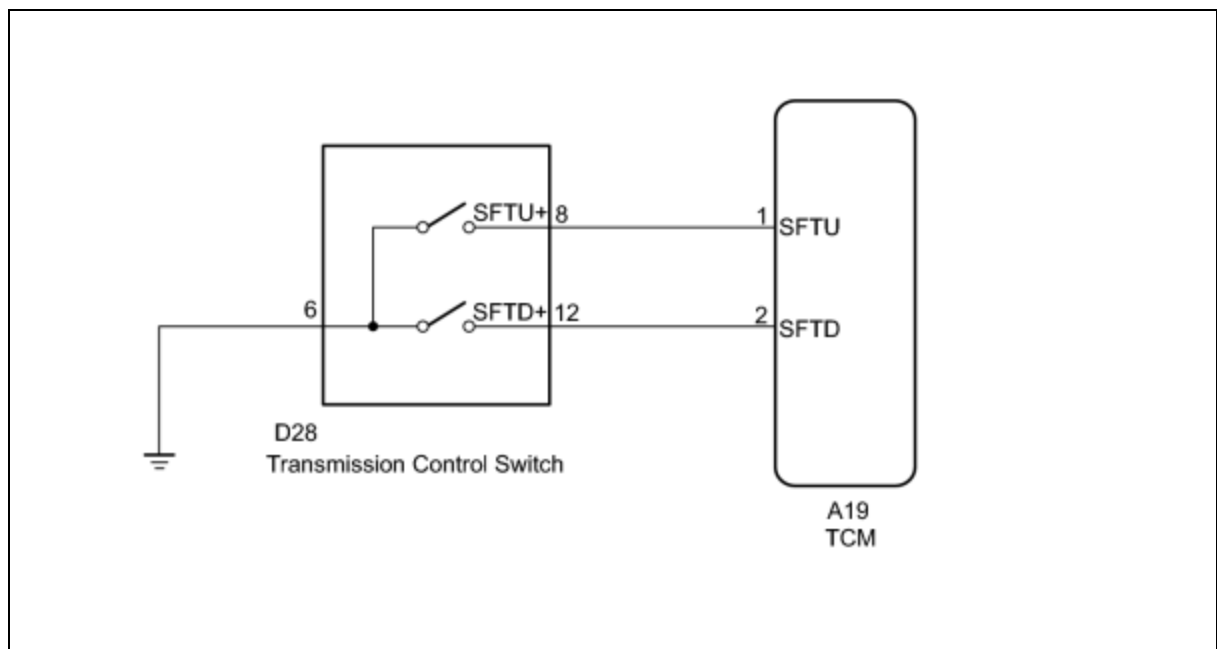 SFTU+ 8
1 SFTU
6
SFTD+ 12
2 SFTD
D28
Transmission Control Switch
A19
TCM